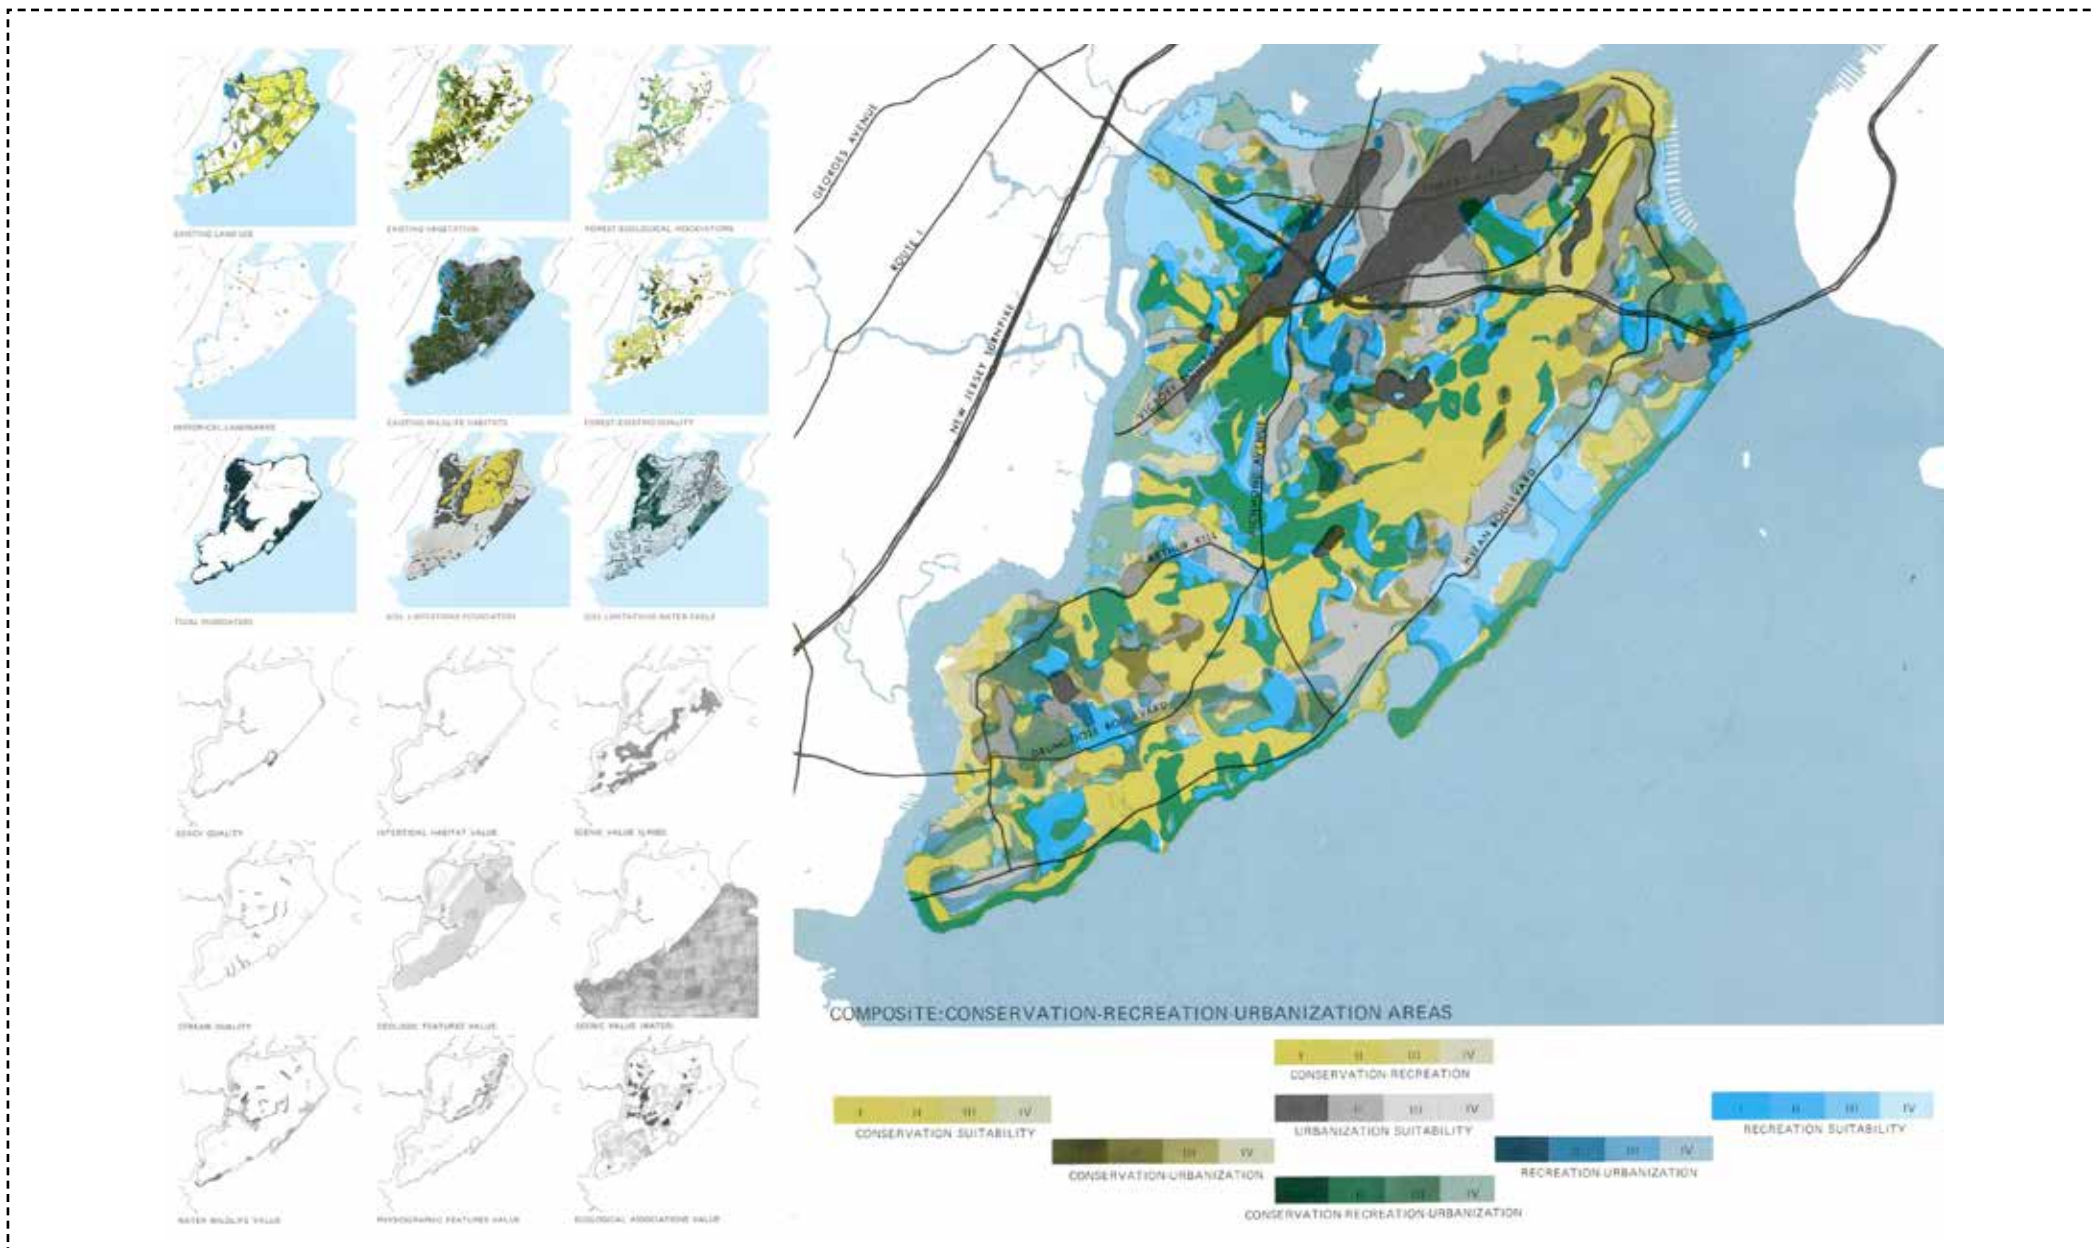 EXISTING LAND USE
EXISTING VEGETATION
FOREST: ECOLOGICAL ASSOCIATIONS
HISTORICAL LANDMARKS
EXISTING WILDLIFE HABITATS
FOREST: EXISTING QUALITY
TIDAL INUNDATION
SOIL LIMITATIONS: FOUNDATION
SOIL LIMITATIONS: WATER TABLE
BEACH QUALITY
INTERTIDAL HABITAT VALUE
SCENIC VALUE (LAND)
STREAM QUALITY
GEOLOGIC FEATURES VALUE
SCENIC VALUE (WATER)
WATER WILDLIFE VALUE
PHYSIOGRAPHIC FEATURES VALUE
ECOLOGICAL ASSOCIATIONS VALUE
GEORGES AVENUE
ROUTE 1
NEW JERSEY TURNPIKE
VICTORY
RICHMOND AVENUE
ARTHUR KILL
HYLAN BOULEVARD
DRUMGOOLE BOULEVARD
COMPOSITE: CONSERVATION-RECREATION-URBANIZATION AREAS
I II III IV
CONSERVATION-RECREATION
I II III IV
CONSERVATION SUITABILITY
II III IV
URBANIZATION SUITABILITY
I II III IV
RECREATION SUITABILITY
III IV
CONSERVATION-URBANIZATION
II III IV
RECREATION-URBANIZATION
II III IV
CONSERVATION-RECREATION-URBANIZATION